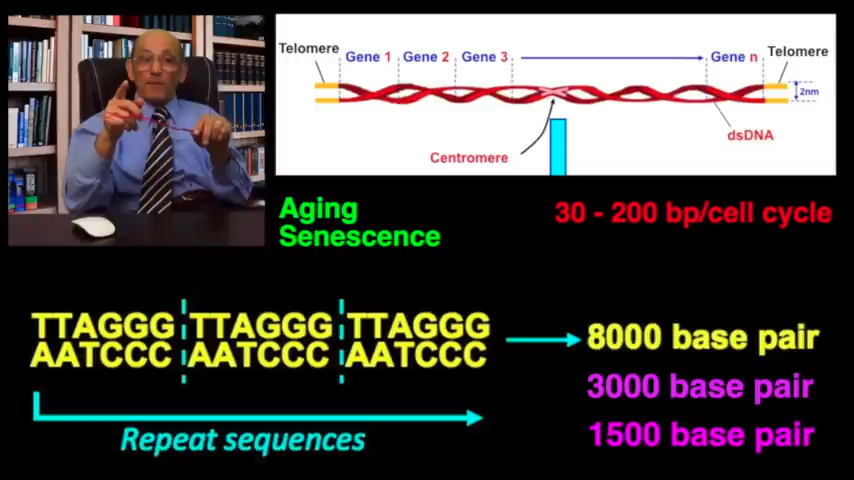 Telomere
Gene 1 Gene 2 Gene 3 Gene n
Telomere
2nm
dsDNA
Centromere
Aging
Senescence
30 - 200 bp/cell cycle
TTAGGG TTAGGG TTAGGG
AATCCC AATCCC AATCCC
8000 base pair
3000 base pair
1500 base pair
Repeat sequences